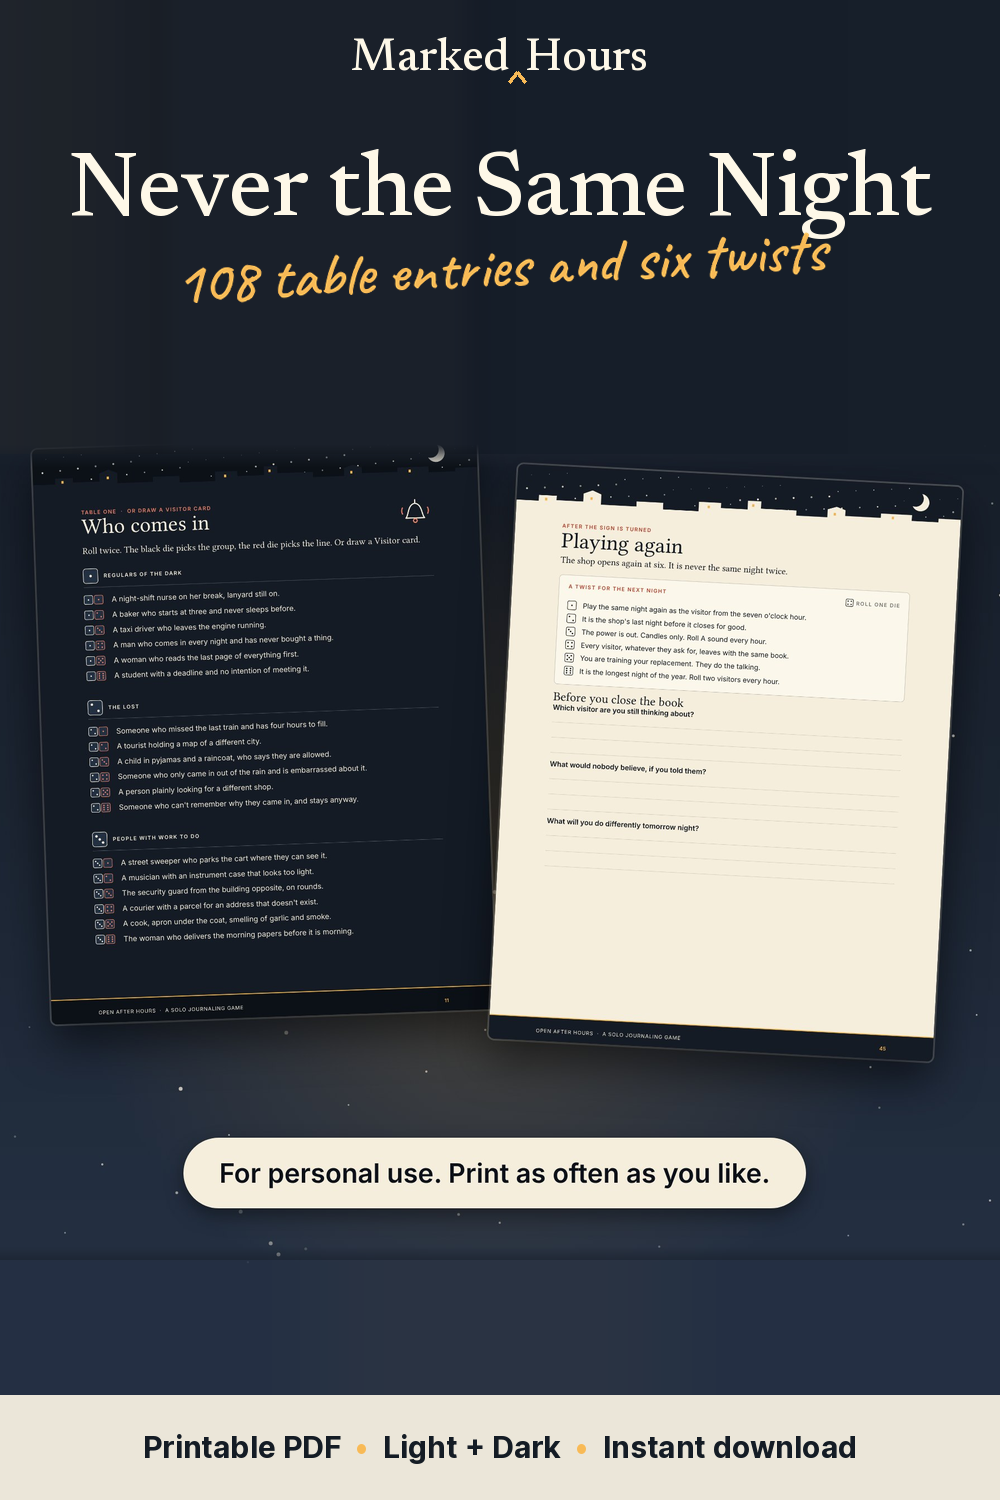 Marked Hours
Never the Same Night
108 table entries and six twists
TABLE ONE · OR DRAW A VISITOR CARD
Who comes in
Roll twice. The black die picks the group, the red die picks the line. Or draw a Visitor card.
REGULARS OF THE DARK
A night-shift nurse on her break, lanyard still on.
A baker who starts at three and never sleeps before.
A taxi driver who leaves the engine running.
A man who comes in every night and has never bought a thing.
A woman who reads the last page of everything first.
A student with a deadline and no intention of meeting it.
THE LOST
Someone who missed the last train and has four hours to fill.
A tourist holding a map of a different city.
A child in pyjamas and a raincoat, who says they are allowed.
Someone who only came in out of the rain and is embarrassed about it.
A person plainly looking for a different shop.
Someone who can't remember why they came in, and stays anyway.
PEOPLE WITH WORK TO DO
A street sweeper who parks the cart where they can see it.
A musician with an instrument case that looks too light.
The security guard from the building opposite, on rounds.
A courier with a parcel for an address that doesn't exist.
A cook, apron under the coat, smelling of garlic and smoke.
The woman who delivers the morning papers before it is morning.
OPEN AFTER HOURS · A SOLO JOURNALING GAME
11
AFTER THE SIGN IS TURNED
Playing again
The shop opens again at six. It is never the same night twice.
A TWIST FOR THE NEXT NIGHT
ROLL ONE DIE
Play the same night again as the visitor from the seven o'clock hour.
It is the shop's last night before it closes for good.
The power is out. Candles only. Roll A sound every hour.
Every visitor, whatever they ask for, leaves with the same book.
You are training your replacement. They do the talking.
It is the longest night of the year. Roll two visitors every hour.
Before you close the book
Which visitor are you still thinking about?
What would nobody believe, if you told them?
What will you do differently tomorrow night?
OPEN AFTER HOURS · A SOLO JOURNALING GAME
45
For personal use. Print as often as you like.
Printable PDF • Light + Dark • Instant download